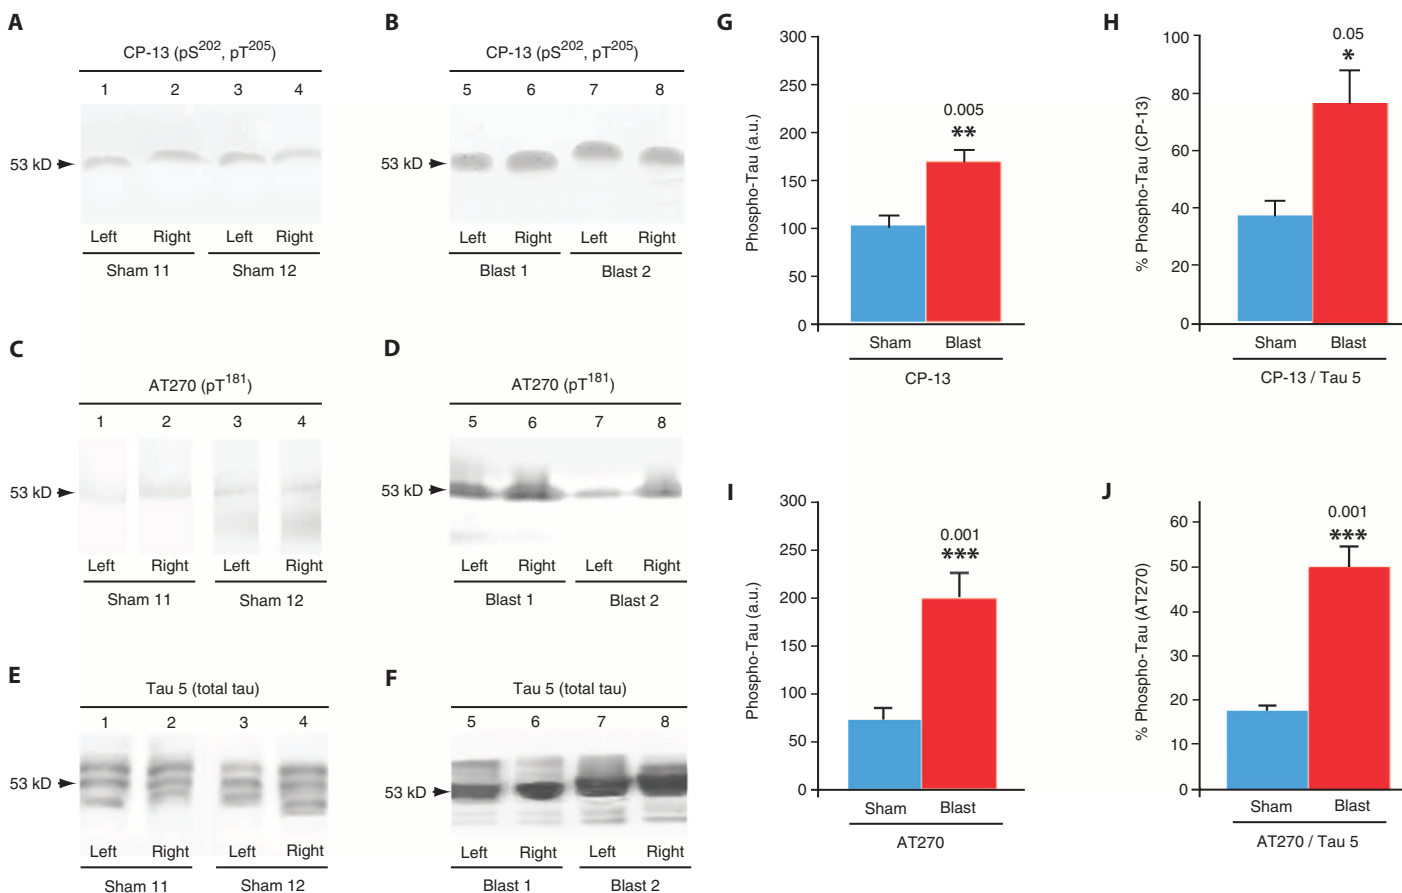 A
CP-13 (pS202, pT205)
1 2 3 4
53 kD
Left Right Left Right
Sham 11 Sham 12
B
CP-13 (pS202, pT205)
5 6 7 8
53 kD
Left Right Left Right
Blast 1 Blast 2
C
AT270 (pT181)
1 2 3 4
53 kD
Left Right Left Right
Sham 11 Sham 12
D
AT270 (pT181)
5 6 7 8
53 kD
Left Right Left Right
Blast 1 Blast 2
E
Tau 5 (total tau)
1 2 3 4
53 kD
Left Right Left Right
Sham 11 Sham 12
F
Tau 5 (total tau)
5 6 7 8
53 kD
Left Right Left Right
Blast 1 Blast 2
G
Phospho-Tau (a.u.)
300
250
200
150
100
50
0
0.005
**
Sham Blast
CP-13
H
% Phospho-Tau (CP-13)
100
80
60
40
20
0
0.05
*
Sham Blast
CP-13 / Tau 5
I
Phospho-Tau (a.u.)
300
250
200
150
100
50
0
0.001
***
Sham Blast
AT270
J
% Phospho-Tau (AT270)
60
50
40
30
20
10
0
0.001
***
Sham Blast
AT270 / Tau 5